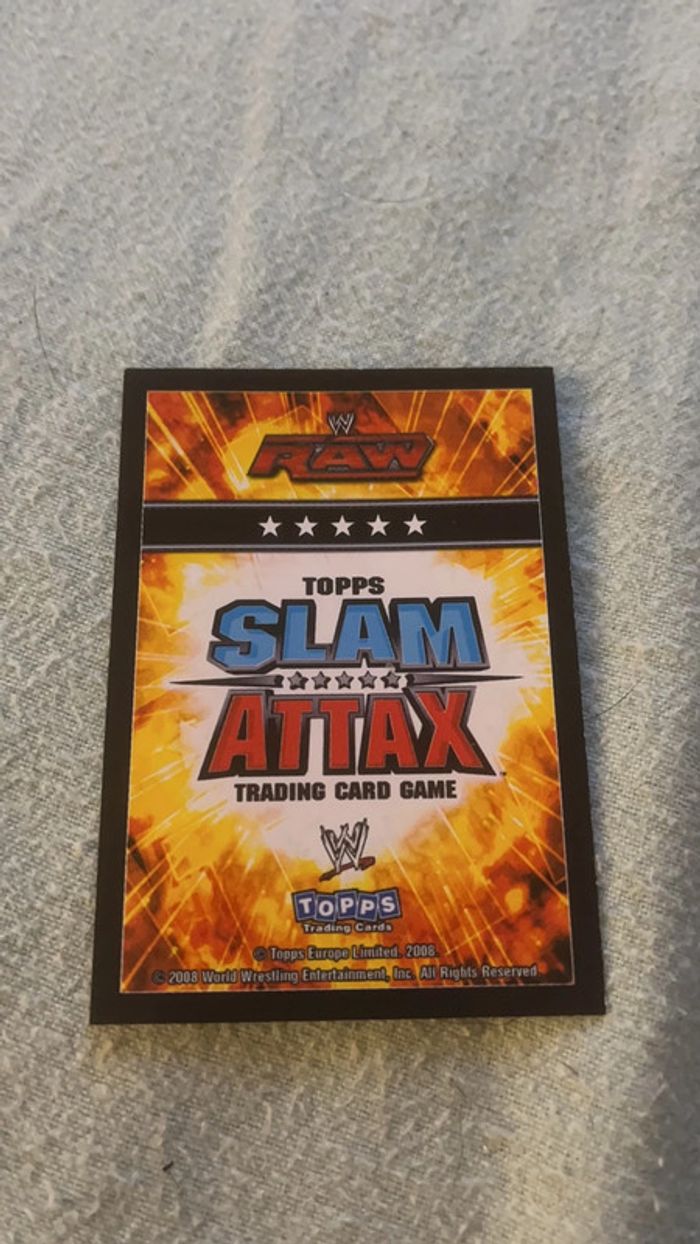 W
RAW
TOPPS
SLAM
ATTAX
TRADING CARD GAME
W
TOPPS
Trading Cards
© Topps Europe Limited. 2008.
© 2008 World Wrestling Entertainment, Inc. All Rights Reserved.